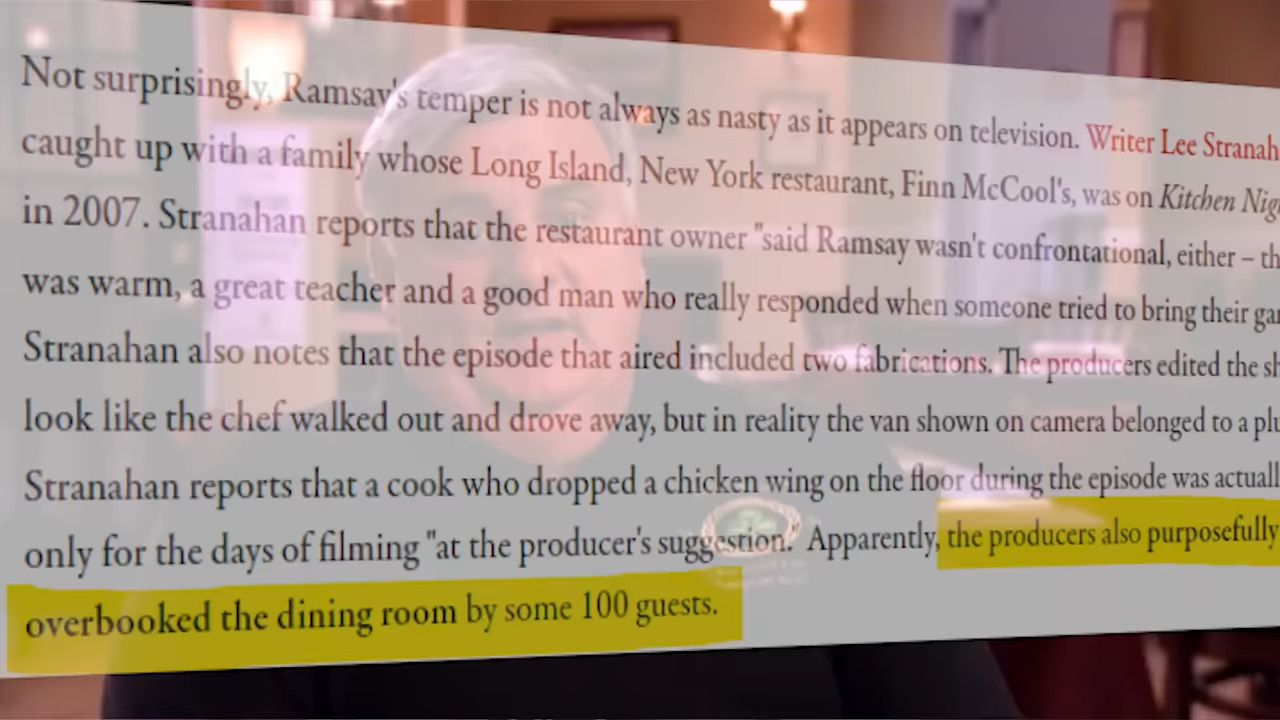 Not surprisingly, Ramsay's temper is not always as nasty as it appears on television. Writer Lee Stranah
caught up with a family whose Long Island, New York restaurant, Finn McCool's, was on Kitchen Nig
in 2007. Stranahan reports that the restaurant owner "said Ramsay wasn't confrontational, either – th
was warm, a great teacher and a good man who really responded when someone tried to bring their ga
Stranahan also notes that the episode that aired included two fabrications. The producers edited the sh
look like the chef walked out and drove away, but in reality the van shown on camera belonged to a plu
Stranahan reports that a cook who dropped a chicken wing on the floor during the episode was actuall
only for the days of filming "at the producer's suggestion." Apparently, the producers also purposefully
overbooked the dining room by some 100 guests.